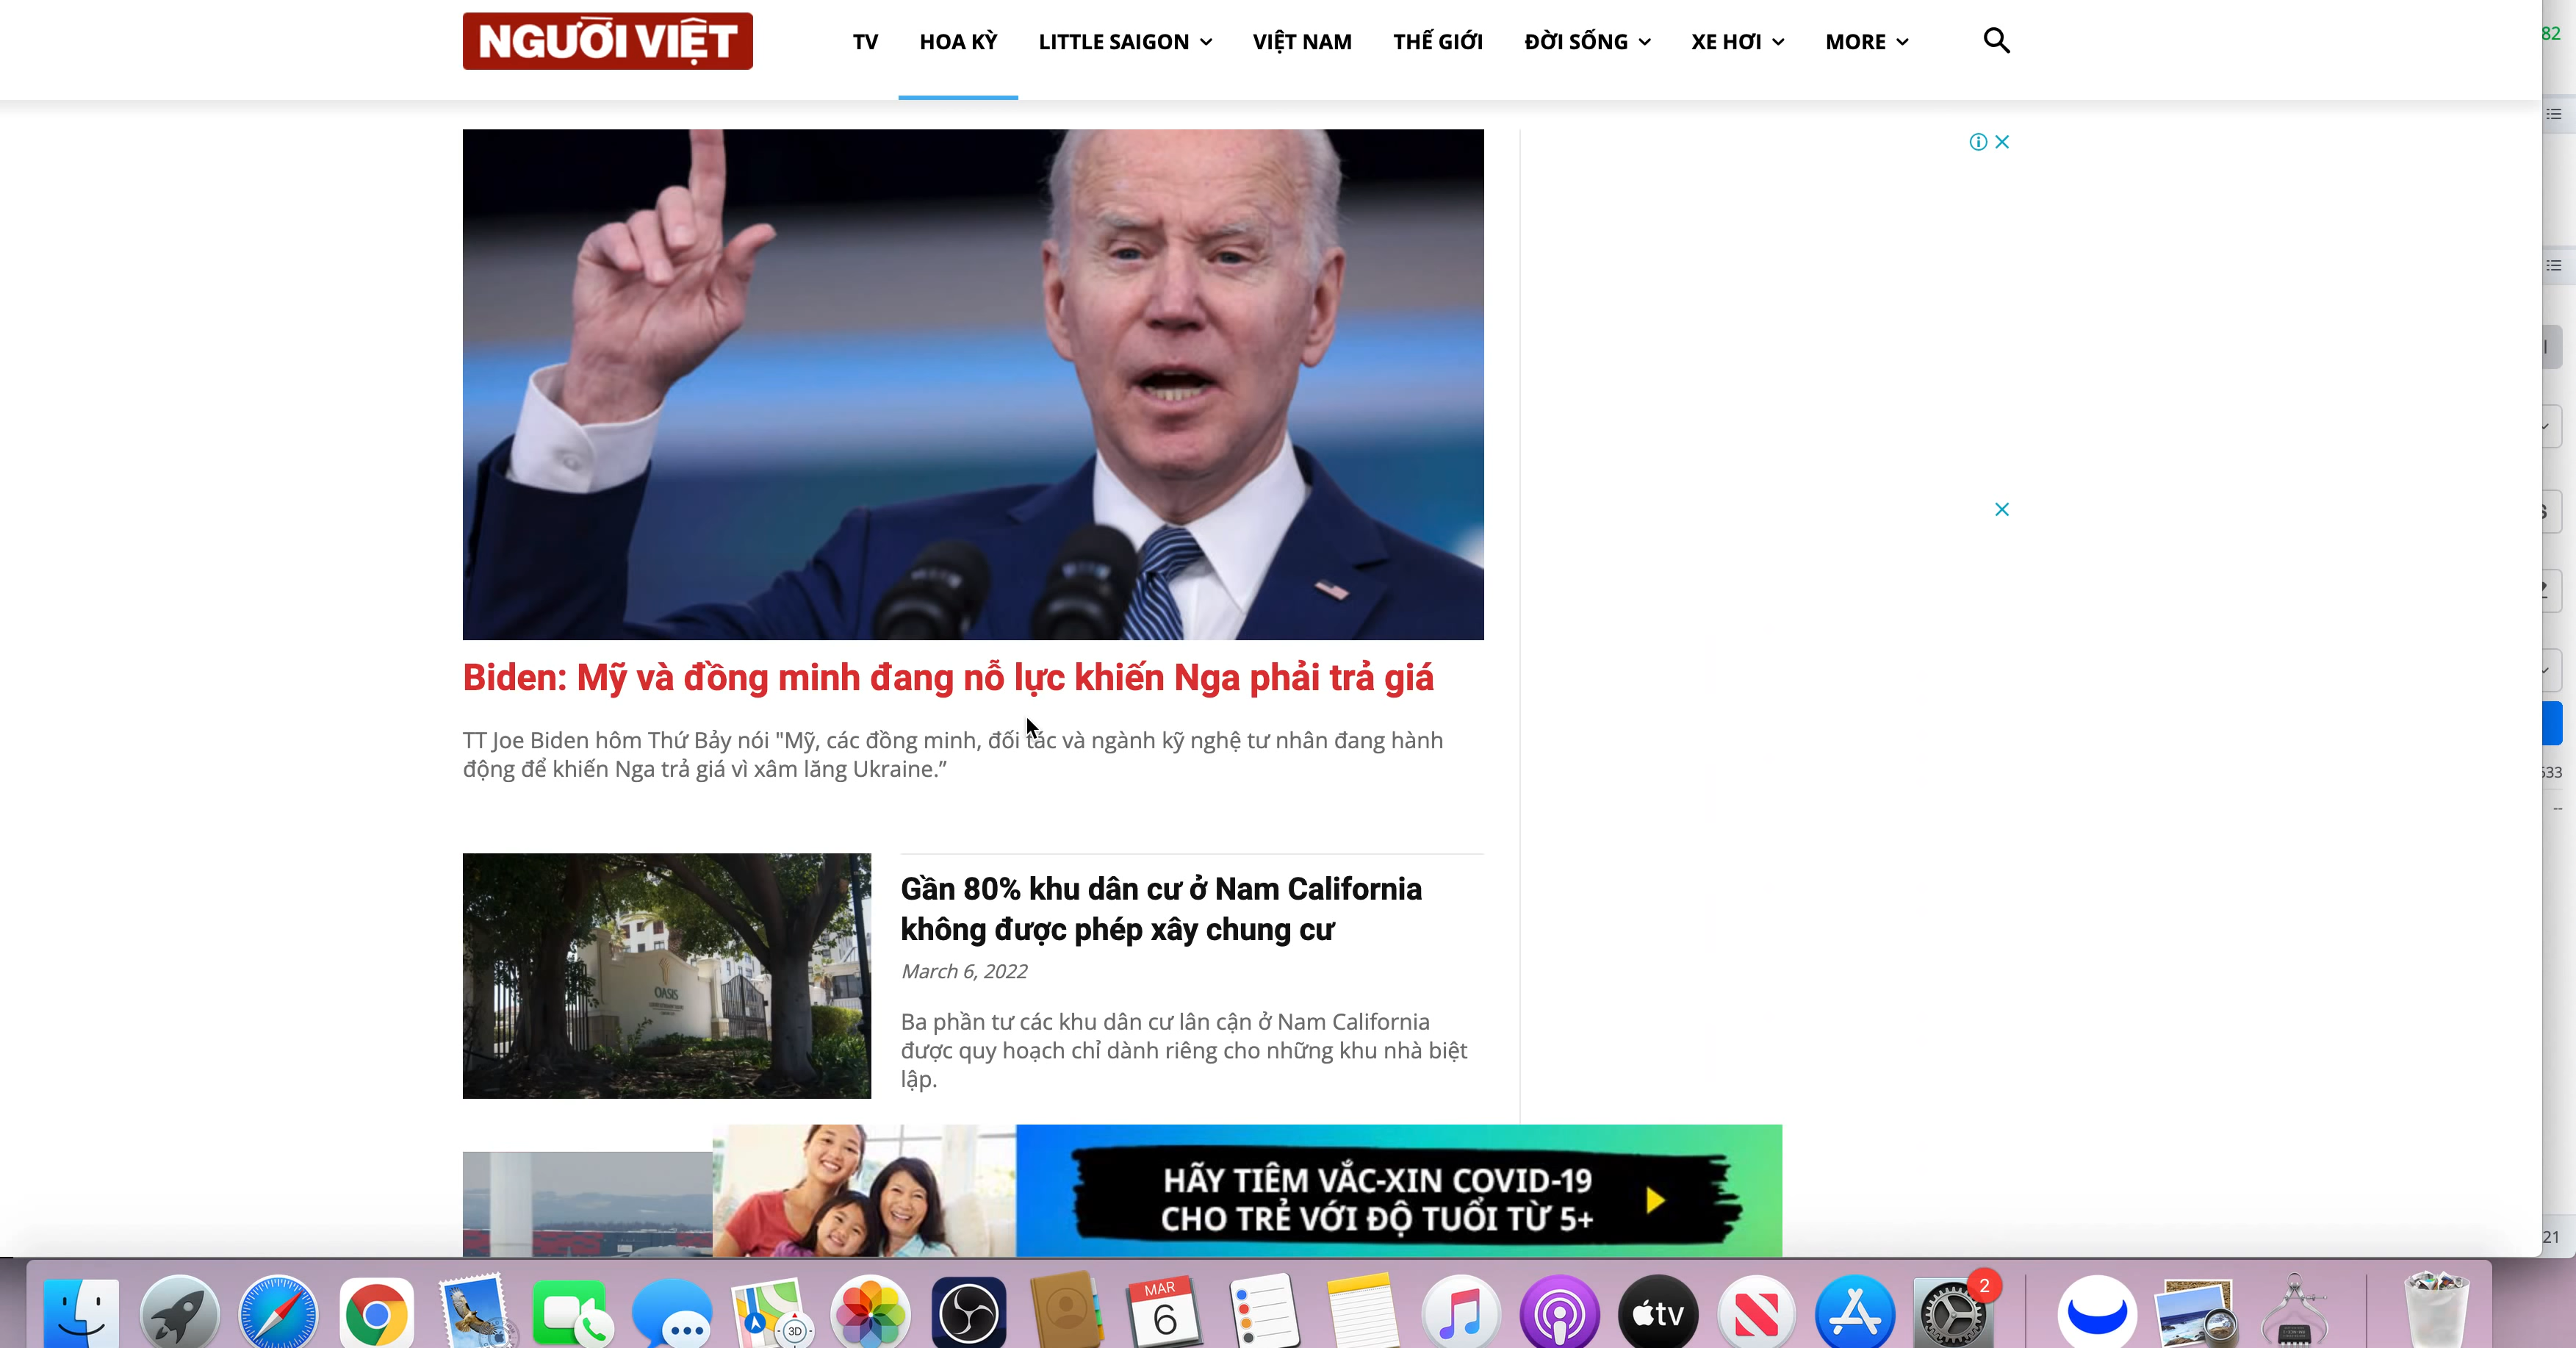 NGƯỜI VIỆT
TV HOA KỲ LITTLE SAIGON VIỆT NAM THẾ GIỚI ĐỜI SỐNG XE HƠI MORE
82
Biden: Mỹ và đồng minh đang nỗ lực khiến Nga phải trả giá
TT Joe Biden hôm Thứ Bảy nói "Mỹ, các đồng minh, đối tác và ngành kỹ nghệ tư nhân đang hành
động để khiến Nga trả giá vì xâm lăng Ukraine.”
533
--
OASIS
Gần 80% khu dân cư ở Nam California
không được phép xây chung cư
March 6, 2022
Ba phần tư các khu dân cư lân cận ở Nam California
được quy hoạch chỉ dành riêng cho những khu nhà biệt
lập.
HÃY TIÊM VẮC-XIN COVID-19
CHO TRẺ VỚI ĐỘ TUỔI TỪ 5+
21
3D
MAR
6
tv
2